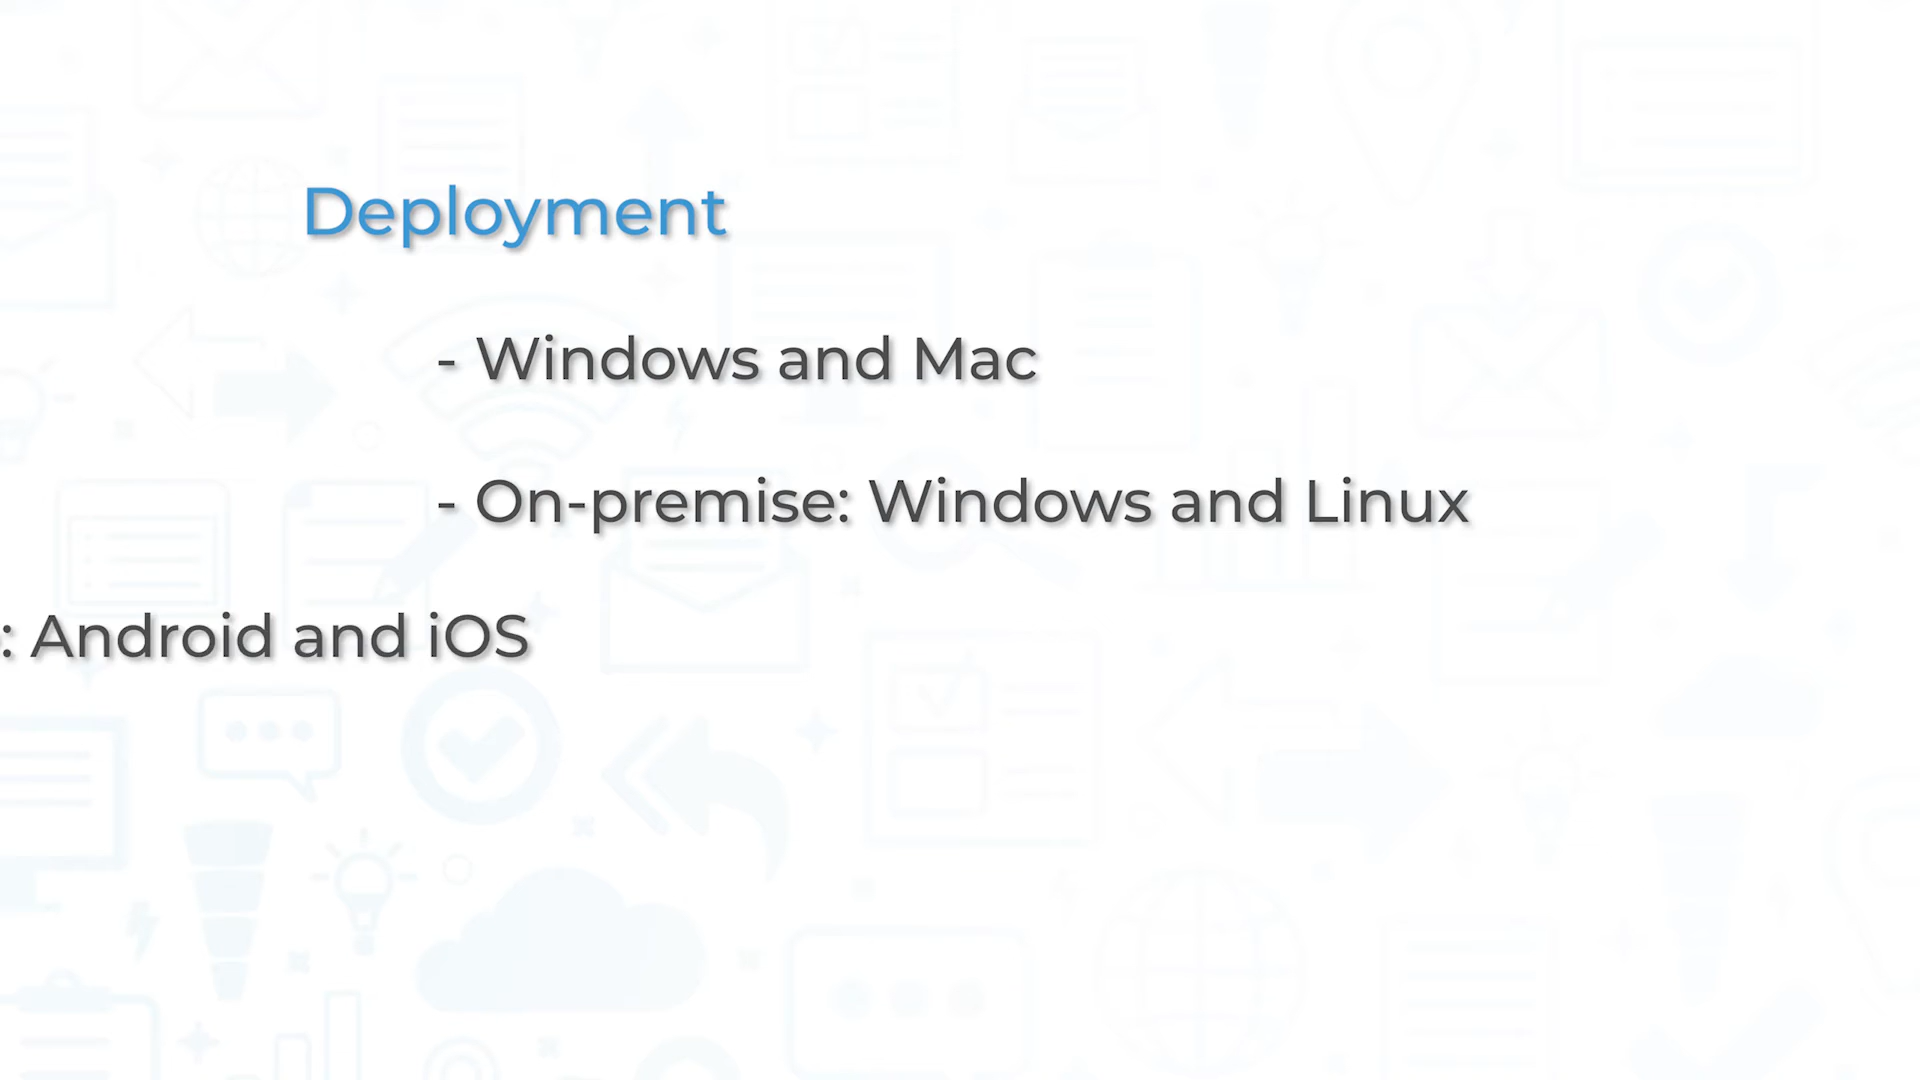 Deployment
- Windows and Mac
- On-premise: Windows and Linux
: Android and iOS